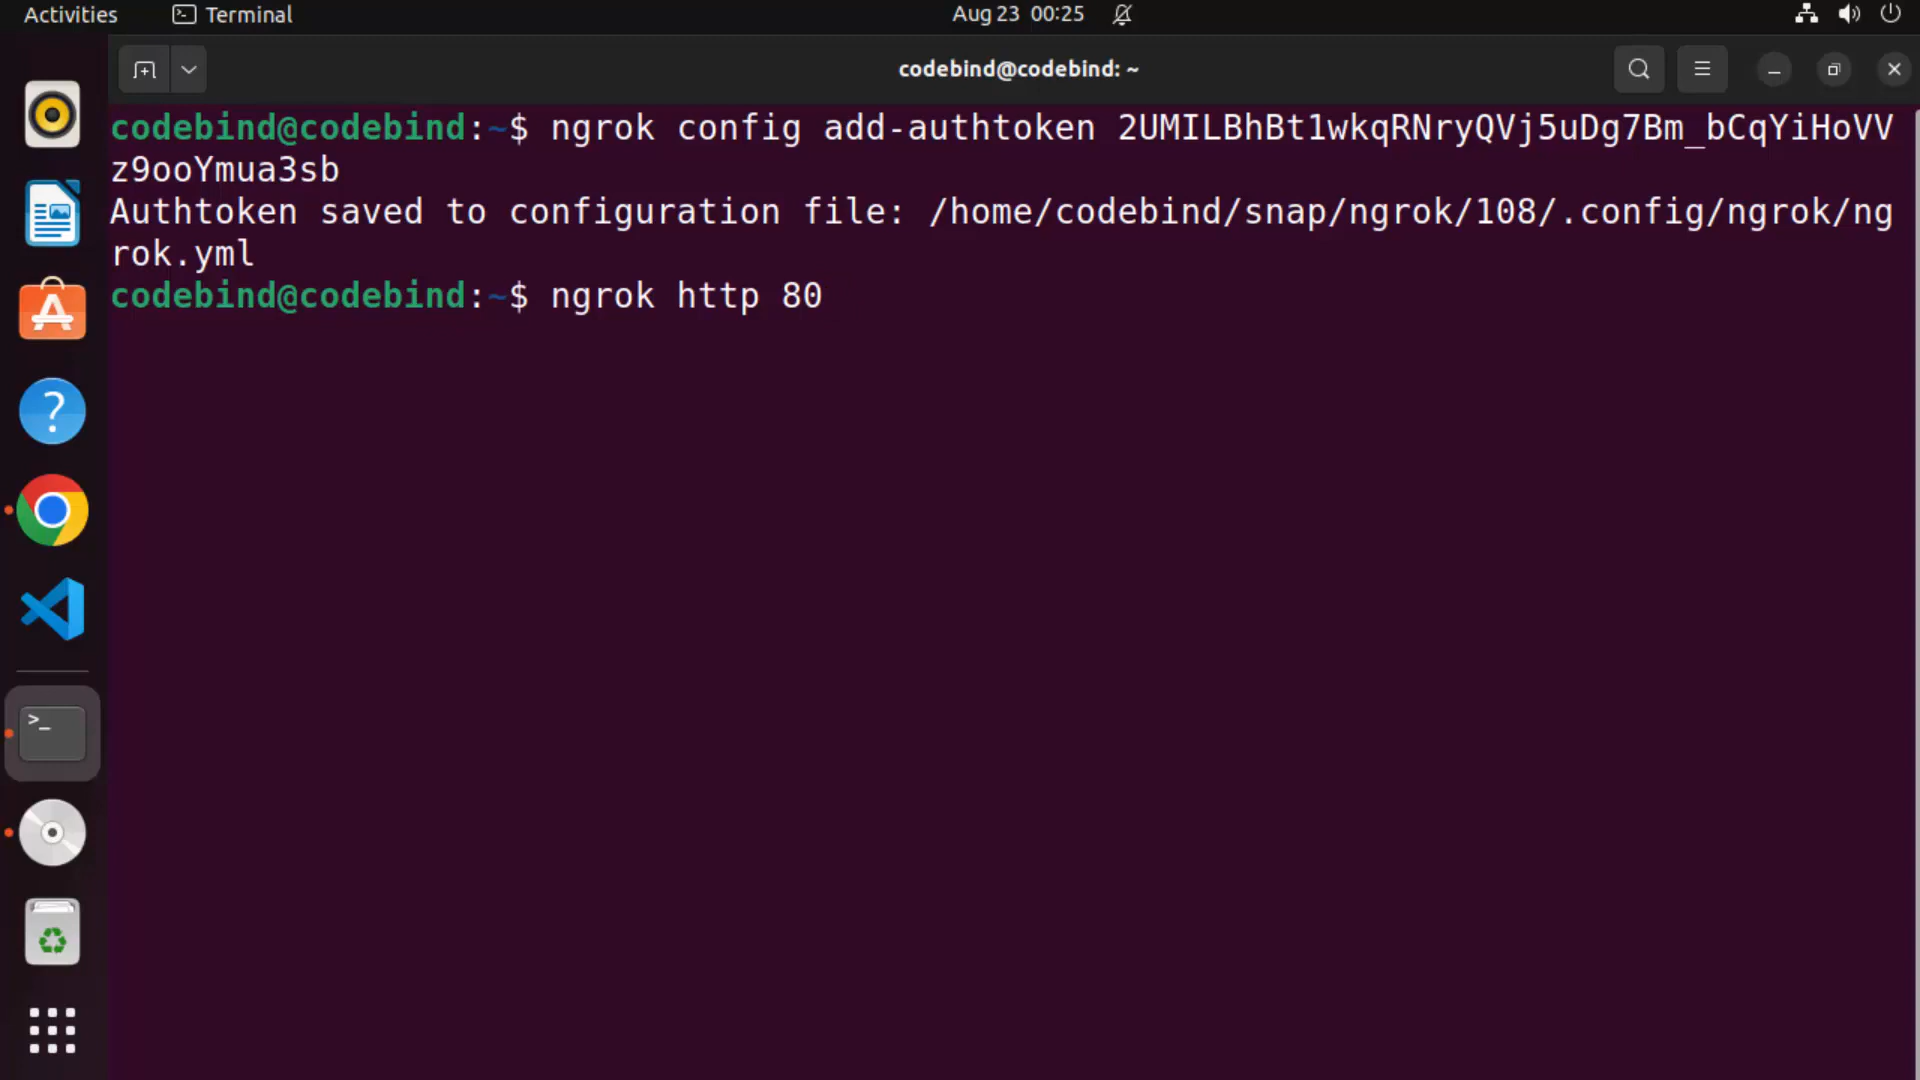 Activities Terminal Aug 23 00:25
codebind@codebind: ~
codebind@codebind:~$ ngrok config add-authtoken 2UMILBhBt1wkqRNryQVj5uDg7Bm_bCqYiHoVV
z9ooYmua3sb
Authtoken saved to configuration file: /home/codebind/snap/ngrok/108/.config/ngrok/ng
rok.yml
codebind@codebind:~$ ngrok http 80